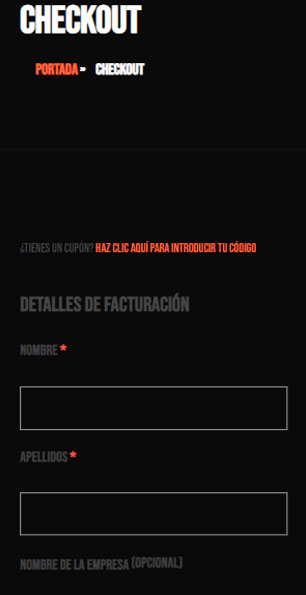 CHECKOUT
PORTADA » CHECKOUT
¿TIENES UN CUPÓN? HAZ CLIC AQUÍ PARA INTRODUCIR TU CÓDIGO
DETALLES DE FACTURACIÓN
NOMBRE *
APELLIDOS *
NOMBRE DE LA EMPRESA (OPCIONAL)